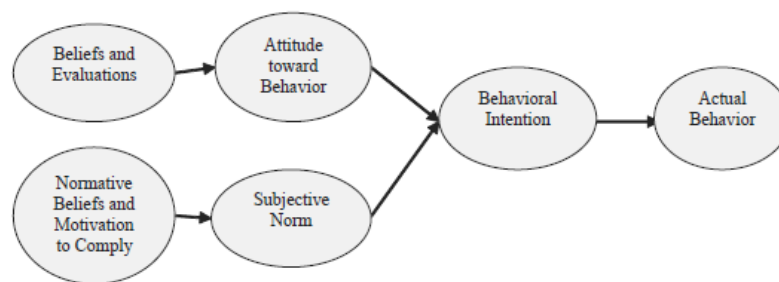 Beliefs and
Evaluations
Attitude
toward
Behavior
Normative
Beliefs and
Motivation
to Comply
Subjective
Norm
Behavioral
Intention
Actual
Behavior